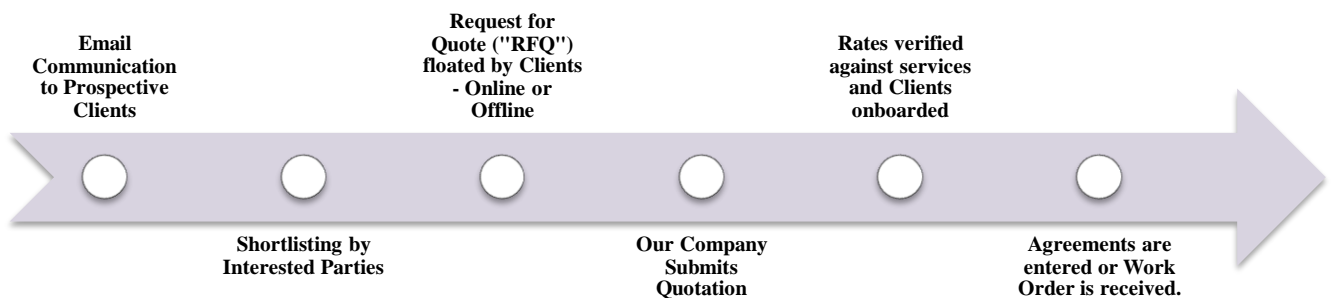 Email
Communication
to Prospective
Clients
Shortlisting by
Interested Parties
Request for
Quote ("RFQ")
floated by Clients
- Online or
Offline
Our Company
Submits
Quotation
Rates verified
against services
and Clients
onboarded
Agreements are
entered or Work
Order is received.